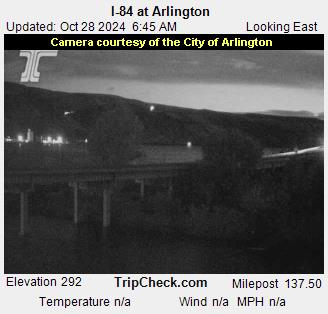 I-84 at Arlington
Updated: Oct 28 2024 6:45 AM Looking East
Camera courtesy of the City of Arlington
Elevation 292 TripCheck.com Milepost 137.50
Temperature n/a Wind n/a MPH n/a